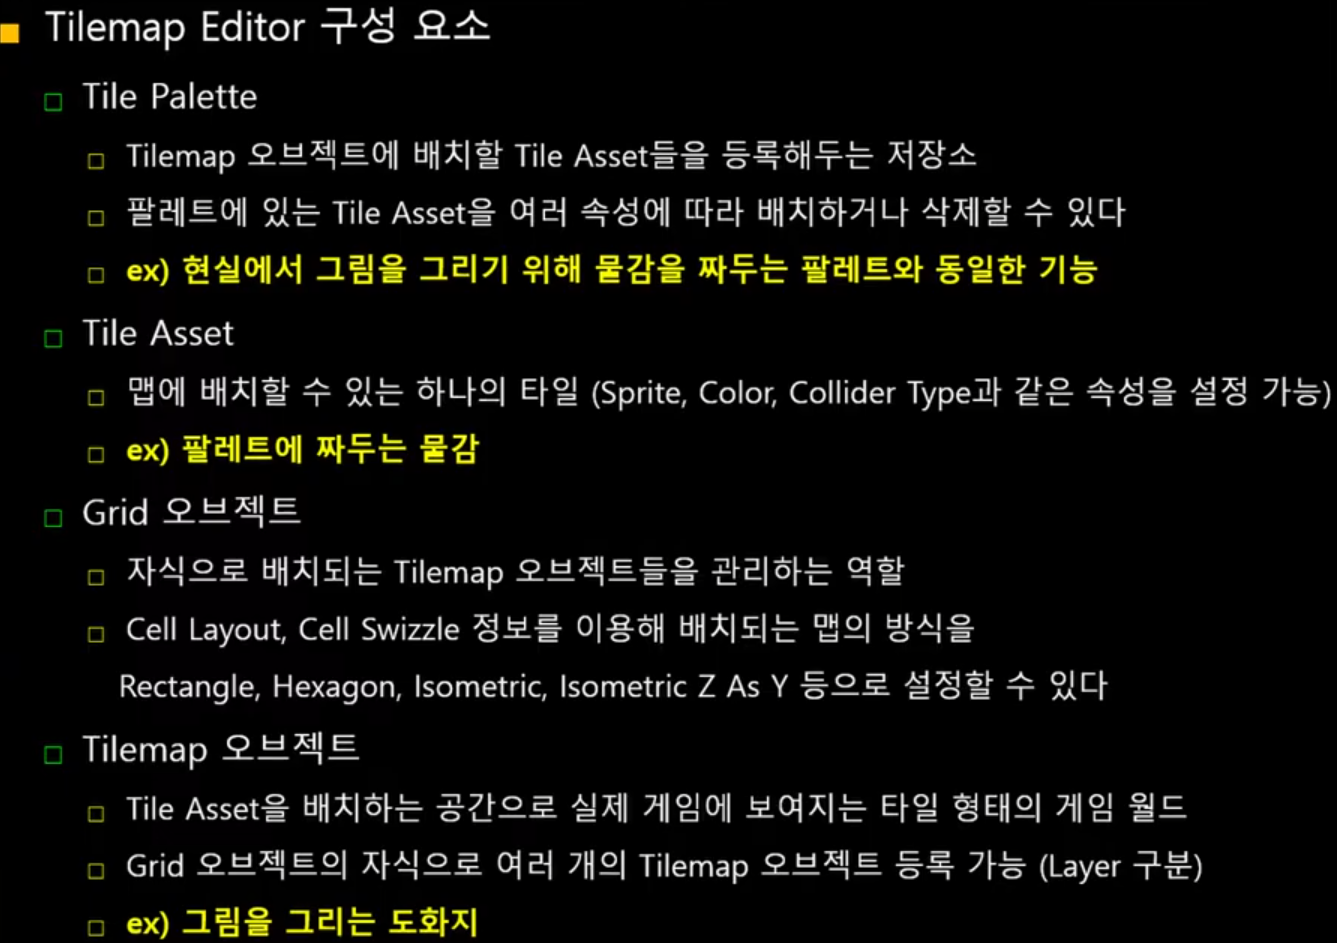 Tilemap Editor 구성 요소
Tile Palette
Tilemap 오브젝트에 배치할 Tile Asset들을 등록해두는 저장소
팔레트에 있는 Tile Asset을 여러 속성에 따라 배치하거나 삭제할 수 있다
ex) 현실에서 그림을 그리기 위해 물감을 짜두는 팔레트와 동일한 기능
Tile Asset
맵에 배치할 수 있는 하나의 타일 (Sprite, Color, Collider Type과 같은 속성을 설정 가능)
ex) 팔레트에 짜두는 물감
Grid 오브젝트
자식으로 배치되는 Tilemap 오브젝트들을 관리하는 역할
Cell Layout, Cell Swizzle 정보를 이용해 배치되는 맵의 방식을
Rectangle, Hexagon, Isometric, Isometric Z As Y 등으로 설정할 수 있다
Tilemap 오브젝트
Tile Asset을 배치하는 공간으로 실제 게임에 보여지는 타일 형태의 게임 월드
Grid 오브젝트의 자식으로 여러 개의 Tilemap 오브젝트 등록 가능 (Layer 구분)
ex) 그림을 그리는 도화지